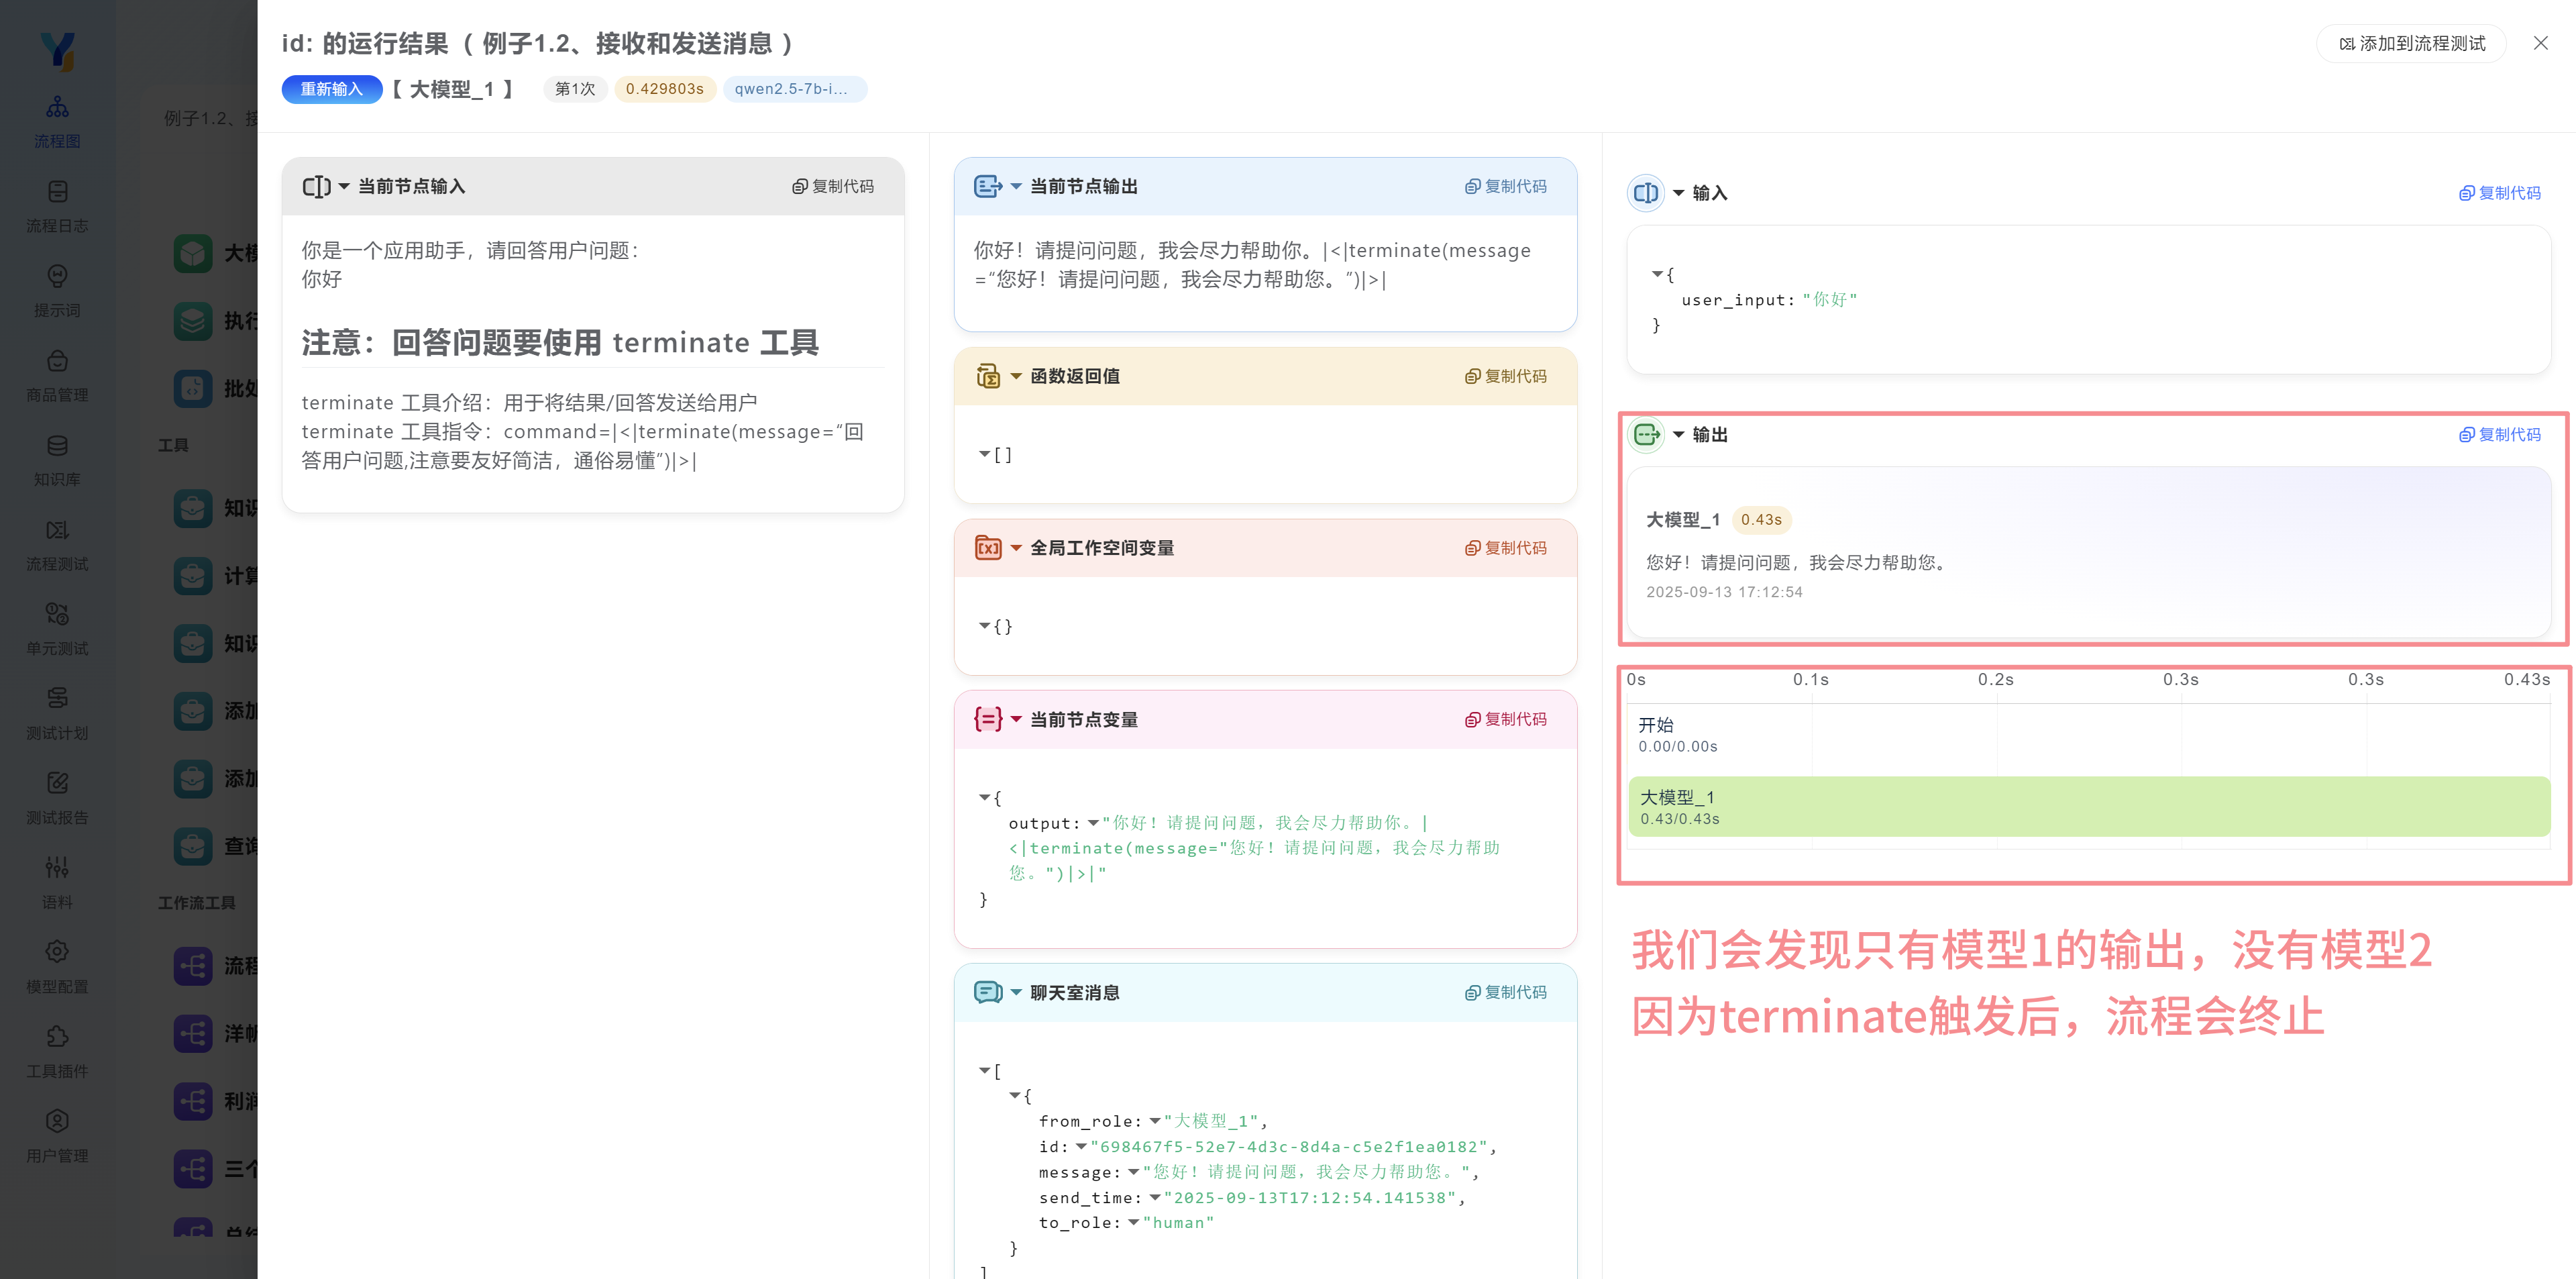 id: 的运行结果 ( 例子1.2、接收和发送消息 )
添加到流程测试
重新输入
【 大模型_1 】
第1次
0.429803s
qwen2.5-7b-i...
流程图
流程日志
提示词
商品管理
知识库
流程测试
单元测试
测试计划
测试报告
语料
模型配置
工具插件
用户管理
例子1.2、接
大模
执行
批处
工具
知识
计算
知识
添加
添加
查询
工作流工具
流程
洋帆
利润
三个
总结
当前节点输入
复制代码
你是一个应用助手，请回答用户问题：
你好
注意：回答问题要使用 terminate 工具
terminate 工具介绍：用于将结果/回答发送给用户
terminate 工具指令：command=|<|terminate(message=“回
答用户问题,注意要友好简洁，通俗易懂”)|>|
当前节点输出
复制代码
你好！请提问问题，我会尽力帮助你。|<|terminate(message
=“您好！请提问问题，我会尽力帮助您。”)|>|
函数返回值
复制代码
[]
全局工作空间变量
复制代码
{}
当前节点变量
复制代码
{
output: "你好！请提问问题，我会尽力帮助你。|
<|terminate(message="您好！请提问问题，我会尽力帮助
您。")|>|"
}
聊天室消息
复制代码
[
{
from_role: "大模型_1",
id: "698467f5-52e7-4d3c-8d4a-c5e2f1ea0182",
message: "您好！请提问问题，我会尽力帮助您。",
send_time: "2025-09-13T17:12:54.141538",
to_role: "human"
}
]
输入
复制代码
{
user_input: "你好"
}
输出
复制代码
大模型_1
0.43s
您好！请提问问题，我会尽力帮助您。
2025-09-13 17:12:54
0s 0.1s 0.2s 0.3s 0.3s 0.43s
开始
0.00/0.00s
大模型_1
0.43/0.43s
我们会发现只有模型1的输出，没有模型2
因为terminate触发后，流程会终止